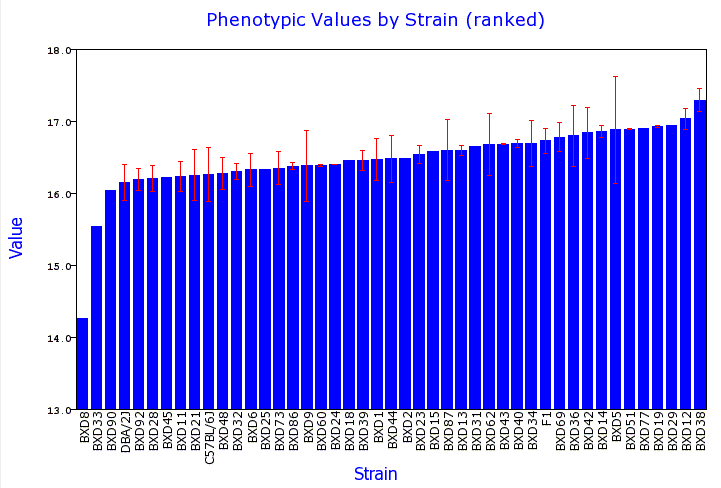 Phenotypic Values by Strain (ranked)
18.0
17.0
16.0
15.0
14.0
13.0
Value
BXD8
BXD33
BXD90
DBA/2J
BXD92
BXD28
BXD45
BXD11
BXD21
C57BL/6J
BXD48
BXD32
BXD6
BXD25
BXD73
BXD86
BXD9
BXD60
BXD24
BXD18
BXD39
BXD1
BXD44
BXD2
BXD23
BXD15
BXD87
BXD13
BXD31
BXD62
BXD43
BXD40
BXD34
F1
BXD69
BXD36
BXD42
BXD14
BXD5
BXD51
BXD77
BXD19
BXD29
BXD12
BXD38
Strain